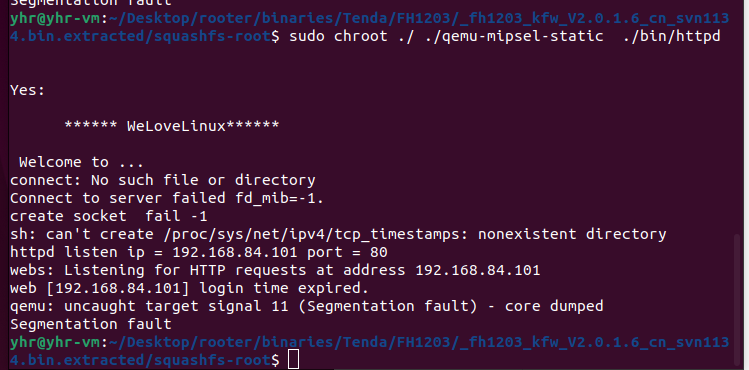 Segmentation fault
yhr@yhr-vm:~/Desktop/rooter/binaries/Tenda/FH1203/_fh1203_kfw_V2.0.1.6_cn_svn113
4.bin.extracted/squashfs-root$ sudo chroot ./ ./qemu-mipsel-static  ./bin/httpd
Yes:
****** WeLoveLinux******
Welcome to ...
connect: No such file or directory
Connect to server failed fd_mib=-1.
create socket  fail -1
sh: can't create /proc/sys/net/ipv4/tcp_timestamps: nonexistent directory
httpd listen ip = 192.168.84.101 port = 80
webs: Listening for HTTP requests at address 192.168.84.101
web [192.168.84.101] login time expired.
qemu: uncaught target signal 11 (Segmentation fault) - core dumped
Segmentation fault
yhr@yhr-vm:~/Desktop/rooter/binaries/Tenda/FH1203/_fh1203_kfw_V2.0.1.6_cn_svn113
4.bin.extracted/squashfs-root$